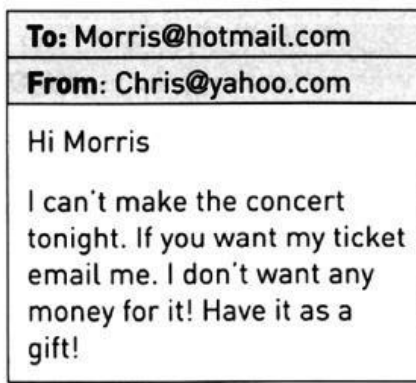 To: Morris@hotmail.com
From: Chris@yahoo.com
Hi Morris
I can't make the concert
tonight. If you want my ticket
email me. I don't want any
money for it! Have it as a
gift!